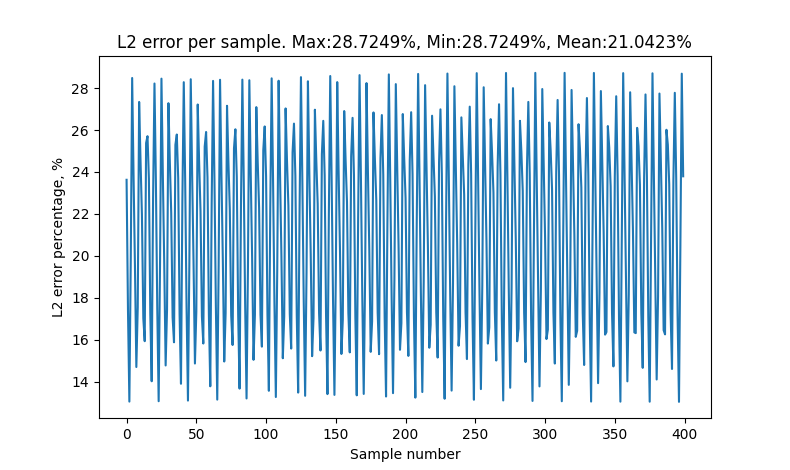 L2 error per sample. Max:28.7249%, Min:28.7249%, Mean:21.0423%
28
26
24
22
20
18
16
14
L2 error percentage, %
0 50 100 150 200 250 300 350 400
Sample number